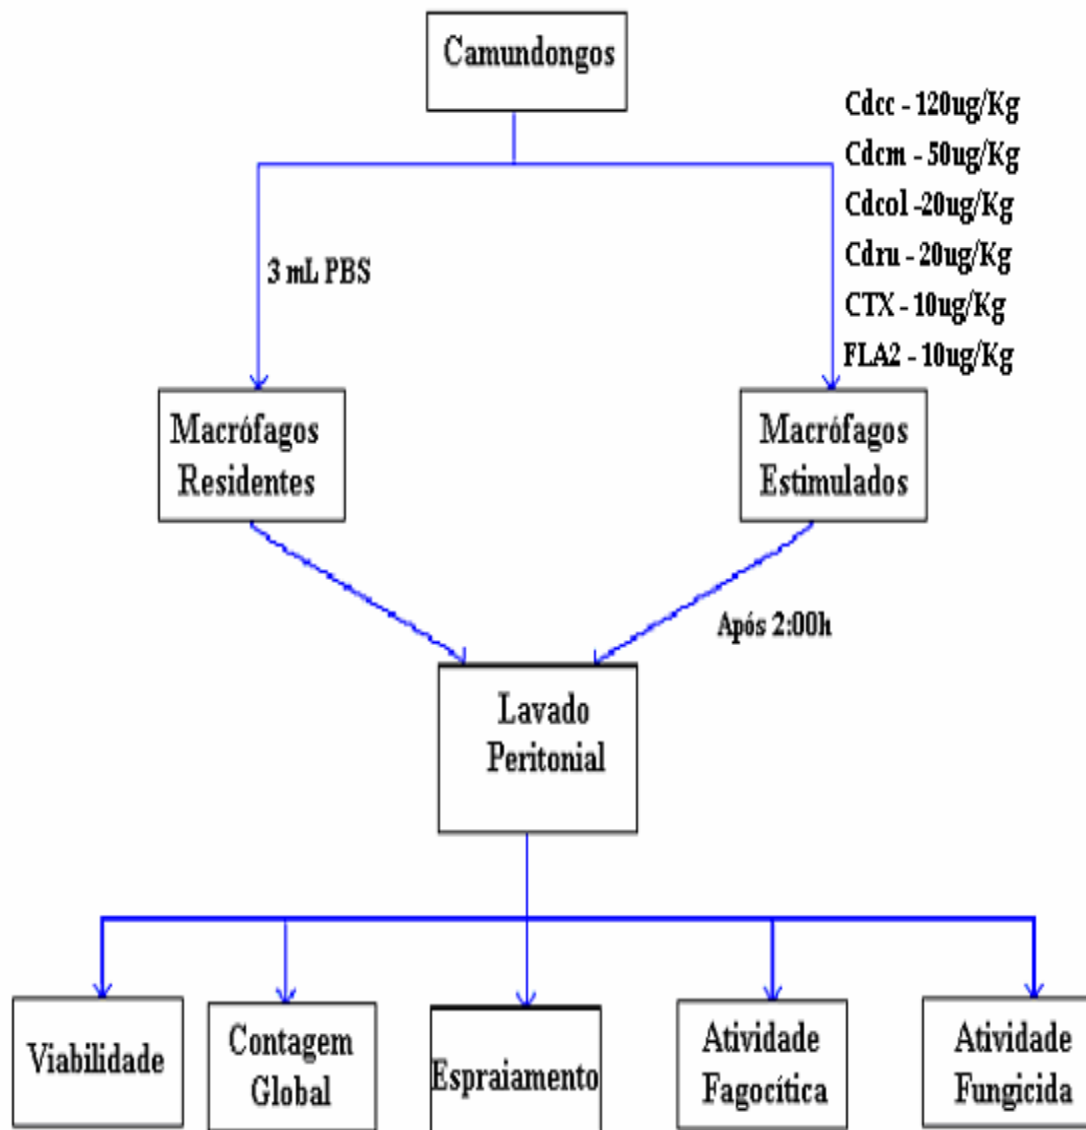 Camundongos
Cdcc - 120ug/Kg
Cdcm - 50ug/Kg
Cdcol -20ug/Kg
Cdru - 20ug/Kg
CTX - 10ug/Kg
FLA2 - 10ug/Kg
3 mL PBS
Macrófagos
Residentes
Macrófagos
Estimulados
Após 2:00h
Lavado
Peritonial
Viabilidade
Contagem
Global
Espraiamento
Atividade
Fagocítica
Atividade
Fungicida